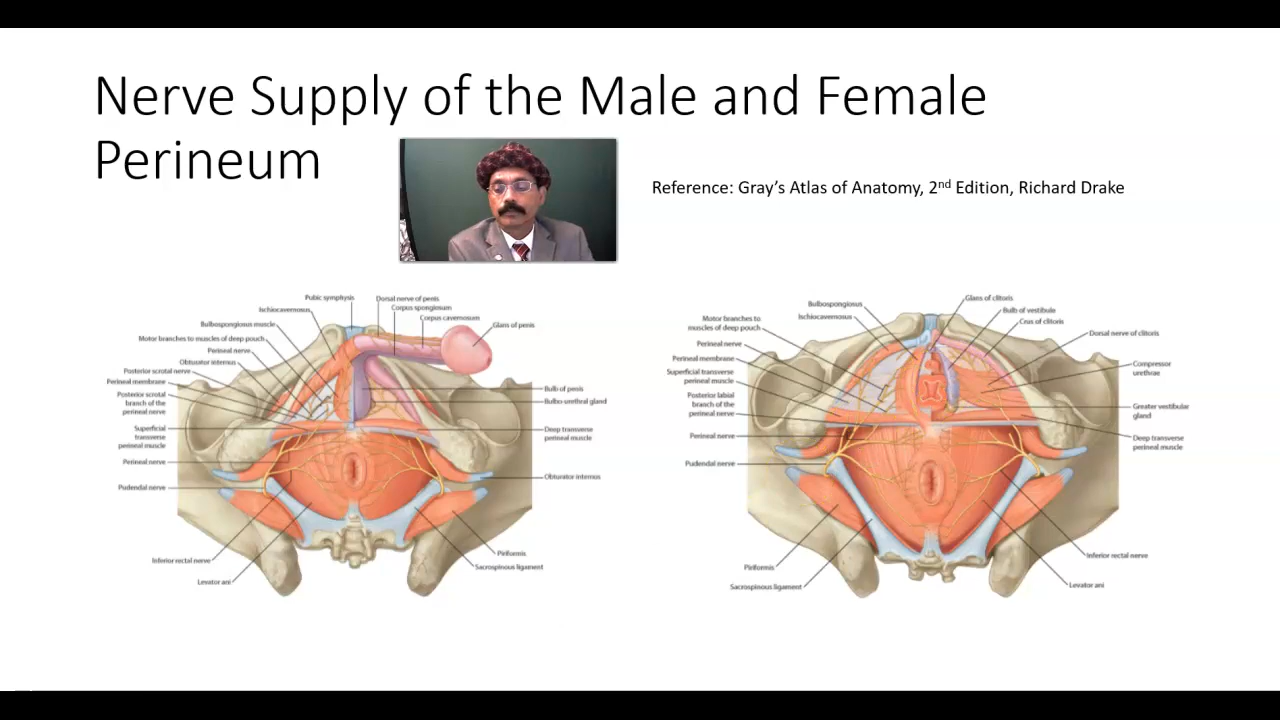 Nerve Supply of the Male and Female
Perineum
Reference: Gray's Atlas of Anatomy, 2nd Edition, Richard Drake
Pubic symphysis
Ischiocavernosus
Bulbospongiosus muscle
Motor branches to muscles of deep pouch
Perineal nerve
Obturator internus
Posterior scrotal nerve
Perineal membrane
Posterior scrotal
branch of the
perineal nerve
Superficial
transverse
perineal muscle
Perineal nerve
Pudendal nerve
Inferior rectal nerve
Levator ani
Dorsal nerve of penis
Corpus spongiosum
Corpus cavernosum
Glans of penis
Bulb of penis
Bulbo-urethral gland
Deep transverse
perineal muscle
Obturator internus
Piriformis
Sacrospinous ligament
Bulbospongiosus
Ischiocavernosus
Motor branches to
muscles of deep pouch
Perineal nerve
Perineal membrane
Superficial transverse
perineal muscle
Posterior labial
branch of the
perineal nerve
Perineal nerve
Pudendal nerve
Piriformis
Sacrospinous ligament
Glans of clitoris
Bulb of vestibule
Crus of clitoris
Dorsal nerve of clitoris
Compressor
urethrae
Greater vestibular
gland
Deep transverse
perineal muscle
Inferior rectal nerve
Levator ani